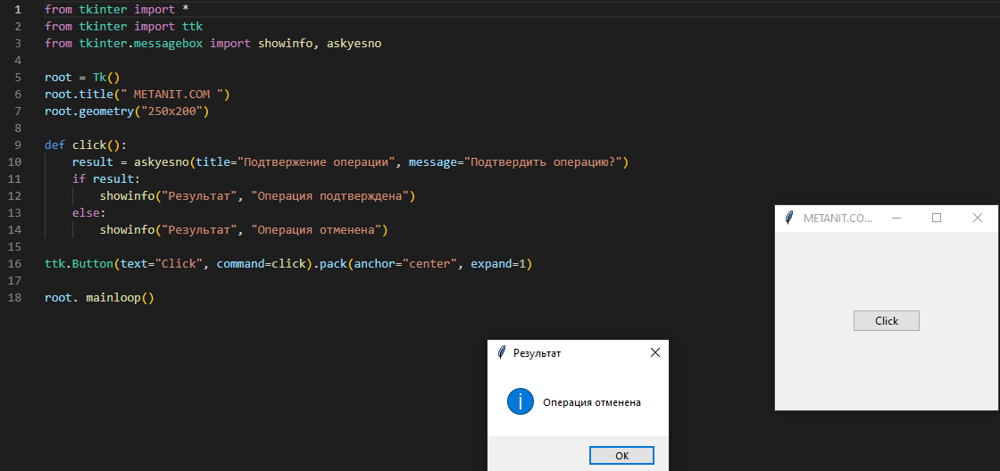 1 from tkinter import *
2 from tkinter import ttk
3 from tkinter.messagebox import showinfo, askyesno
4
5 root = Tk()
6 root.title(" METANIT.COM ")
7 root.geometry("250x200")
8
9 def click():
10 result = askyesno(title="Подтвержение операции", message="Подтвердить операцию?")
11 if result:
12 showinfo("Результат", "Операция подтверждена")
13 else:
14 showinfo("Результат", "Операция отменена")
15
16 ttk.Button(text="Click", command=click).pack(anchor="center", expand=1)
17
18 root. mainloop()
METANIT.CO...
Click
Результат
Операция отменена
OK